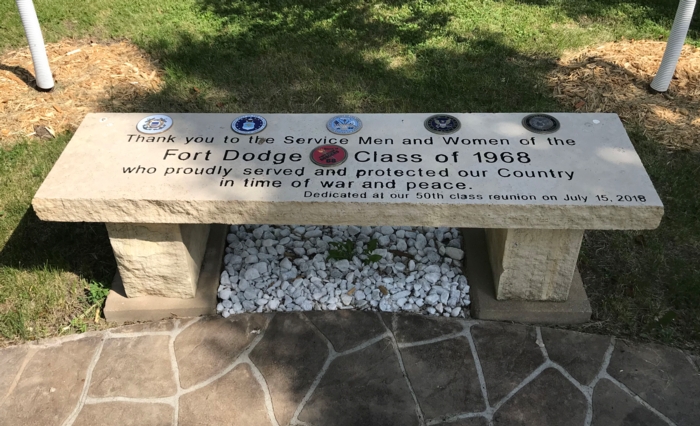 Thank you to the Service Men and Women of the
Fort Dodge Class of 1968
who proudly served and protected our Country
in time of war and peace.
Dedicated at our 50th class reunion on July 15, 2018